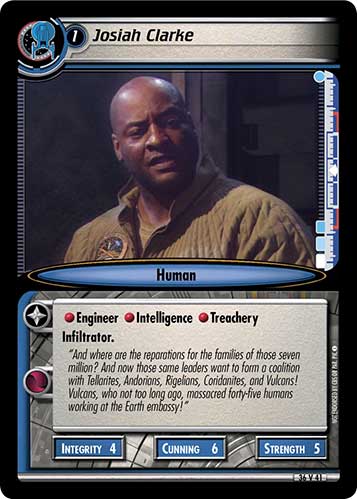 1 Josiah Clarke
Human
Engineer Intelligence Treachery
Infiltrator.
"And where are the reparations for the families of those seven
million? And now those same leaders want to form a coalition
with Tellarites, Andorians, Rigelians, Coridanites, and Vulcans!
Vulcans, who not too long ago, massacred forty-five humans
working at the Earth embassy!"
INTEGRITY 4 CUNNING 6 STRENGTH 5
36 V 41